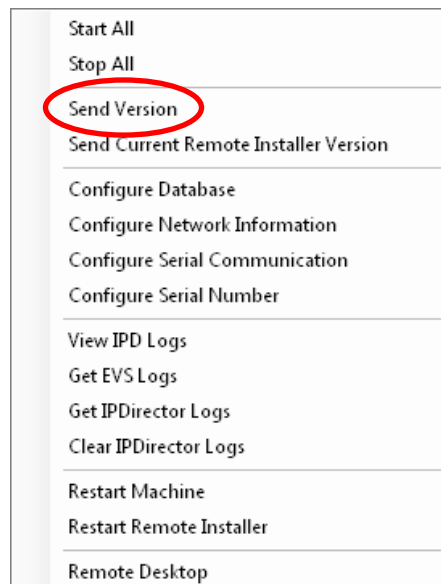 Start All
Stop All
Send Version
Send Current Remote Installer Version
Configure Database
Configure Network Information
Configure Serial Communication
Configure Serial Number
View IPD Logs
Get EVS Logs
Get IPDirector Logs
Clear IPDirector Logs
Restart Machine
Restart Remote Installer
Remote Desktop